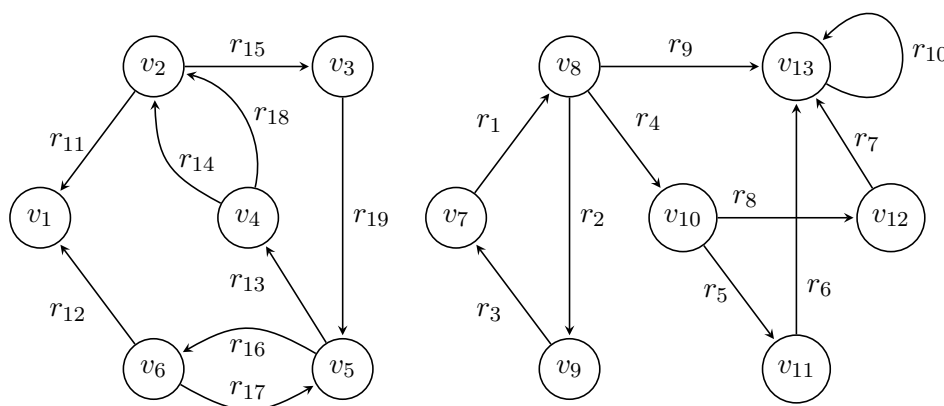 r₁₅
r₉
v₂
v₃
v₈
v₁₃
r₁₀
r₁₈
r₁
r₄
r₁₁
r₁₄
r₇
v₁
v₄
r₁₉
v₇
r₂
v₁₀
r₈
v₁₂
r₁₃
r₁₂
r₃
r₅
r₆
r₁₆
v₆
v₅
v₉
v₁₁
r₁₇